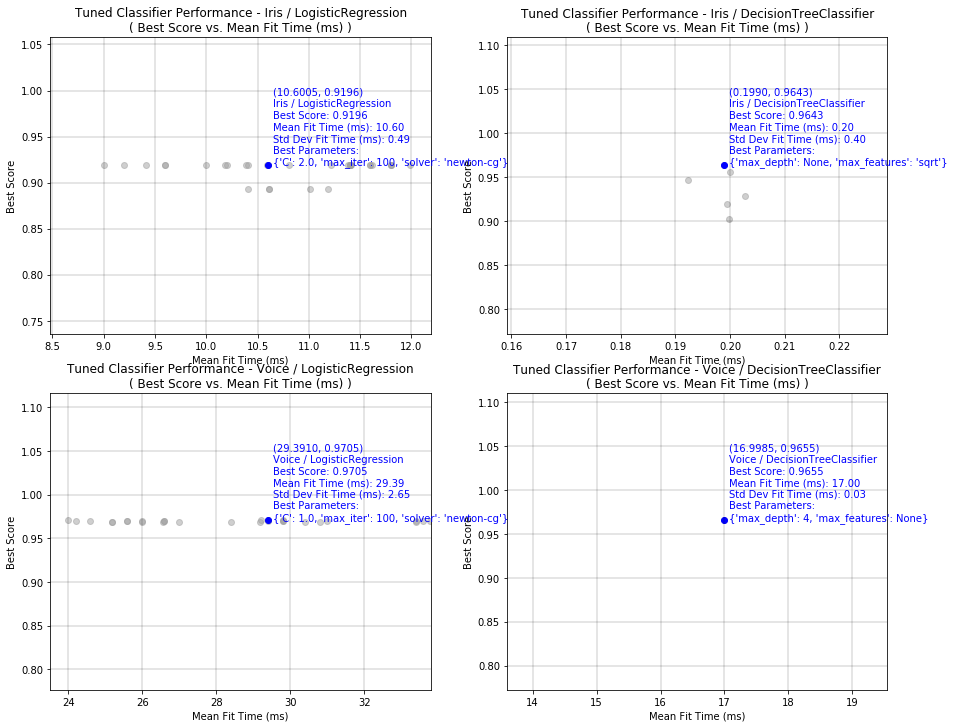 Tuned Classifier Performance - Iris / LogisticRegression
( Best Score vs. Mean Fit Time (ms) )
1.05
1.00
0.95
0.90
0.85
0.80
0.75
Best Score
(10.6005, 0.9196)
Iris / LogisticRegression
Best Score: 0.9196
Mean Fit Time (ms): 10.60
Std Dev Fit Time (ms): 0.49
Best Parameters:
{'C': 2.0, 'max_iter': 100, 'solver': 'newton-cg'}
8.5 9.0 9.5 10.0 10.5 11.0 11.5 12.0
Mean Fit Time (ms)
Tuned Classifier Performance - Iris / DecisionTreeClassifier
( Best Score vs. Mean Fit Time (ms) )
1.10
1.05
1.00
0.95
0.90
0.85
0.80
Best Score
(0.1990, 0.9643)
Iris / DecisionTreeClassifier
Best Score: 0.9643
Mean Fit Time (ms): 0.20
Std Dev Fit Time (ms): 0.40
Best Parameters:
{'max_depth': None, 'max_features': 'sqrt'}
0.16 0.17 0.18 0.19 0.20 0.21 0.22
Mean Fit Time (ms)
Tuned Classifier Performance - Voice / LogisticRegression
( Best Score vs. Mean Fit Time (ms) )
1.10
1.05
1.00
0.95
0.90
0.85
0.80
Best Score
(29.3910, 0.9705)
Voice / LogisticRegression
Best Score: 0.9705
Mean Fit Time (ms): 29.39
Std Dev Fit Time (ms): 2.65
Best Parameters:
{'C': 1.0, 'max_iter': 100, 'solver': 'newton-cg'}
24 26 28 30 32
Mean Fit Time (ms)
Tuned Classifier Performance - Voice / DecisionTreeClassifier
( Best Score vs. Mean Fit Time (ms) )
1.10
1.05
1.00
0.95
0.90
0.85
0.80
Best Score
(16.9985, 0.9655)
Voice / DecisionTreeClassifier
Best Score: 0.9655
Mean Fit Time (ms): 17.00
Std Dev Fit Time (ms): 0.03
Best Parameters:
{'max_depth': 4, 'max_features': None}
14 15 16 17 18 19
Mean Fit Time (ms)